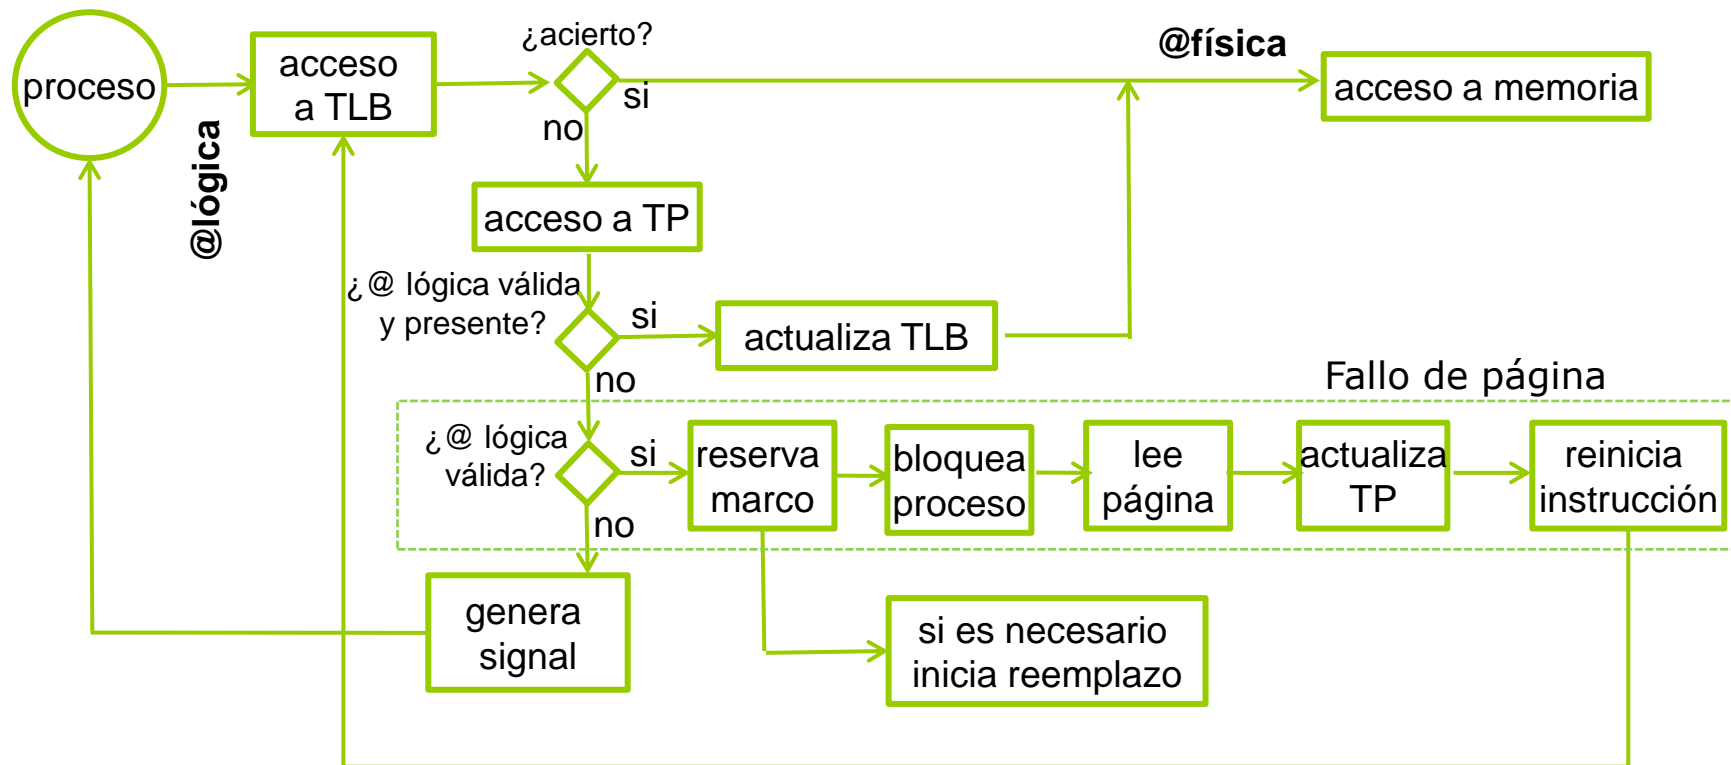 proceso
@lógica
acceso
a TLB
¿acierto?
si
no
@física
acceso a memoria
acceso a TP
¿@ lógica válida
y presente?
si
no
actualiza TLB
Fallo de página
¿@ lógica
válida?
si
no
reserva
marco
bloquea
proceso
lee
página
actualiza
TP
reinicia
instrucción
genera
signal
si es necesario
inicia reemplazo